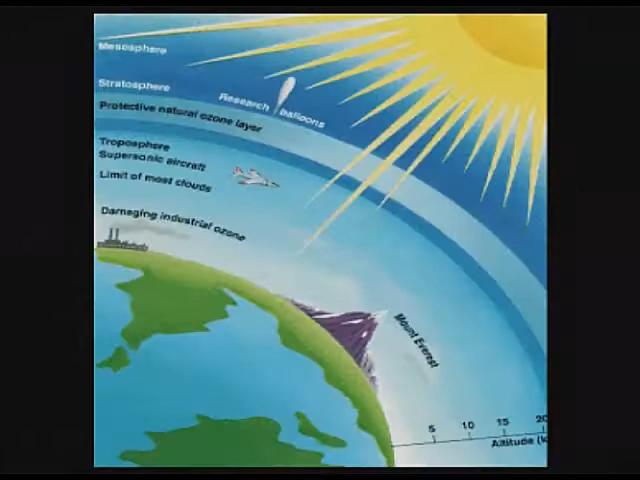 Mesosphere
Stratosphere
Research balloons
Protective natural ozone layer
Troposphere
Supersonic aircraft
Limit of most clouds
Damaging industrial ozone
Mount Everest
5 10 15 20
Altitude (k